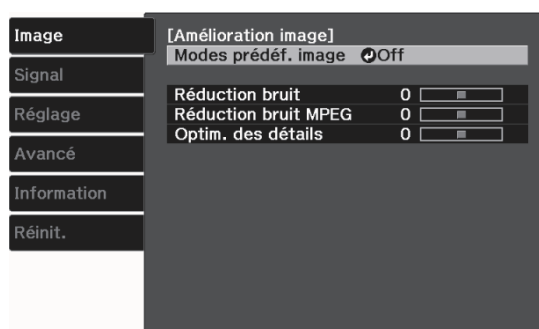 Image
Signal
Réglage
Avancé
Information
Réinit.
[Amélioration image]
Modes prédéf. image Off
Réduction bruit 0
Réduction bruit MPEG 0
Optim. des détails 0